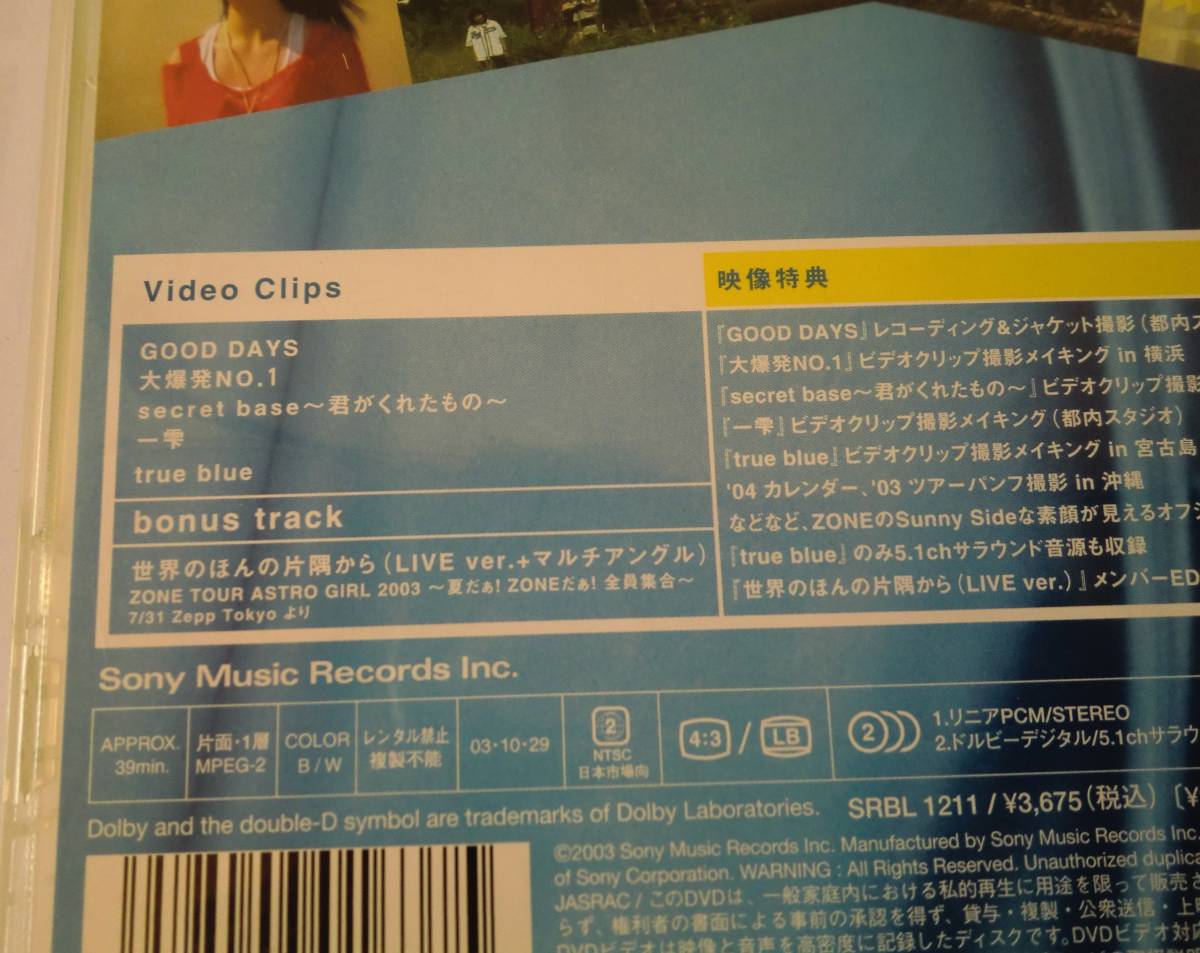 Video Clips
GOOD DAYS
大爆発NO.1
secret base～君がくれたもの～
一雫
true blue
bonus track
世界のほんの片隅から（LIVE ver.+マルチアングル）
ZONE TOUR ASTRO GIRL 2003 ～夏だぁ! ZONEだぁ! 全員集合～
7/31 Zepp Tokyo より
映像特典
『GOOD DAYS』レコーディング&ジャケット撮影（都内ス
『大爆発NO.1』ビデオクリップ撮影メイキング in 横浜
『secret base～君がくれたもの～』ビデオクリップ撮影
『一雫』ビデオクリップ撮影メイキング（都内スタジオ）
『true blue』ビデオクリップ撮影メイキング in 宮古島
'04 カレンダー、'03 ツアーパンフ撮影 in 沖縄
などなど、ZONEのSunny Sideな素顔が見えるオフシ
『true blue』のみ5.1chサラウンド音源も収録
『世界のほんの片隅から（LIVE ver.）』メンバーED
Sony Music Records Inc.
APPROX.
39min.
片面・1層
MPEG-2
COLOR
B/W
レンタル禁止
複製不能
03・10・29
2
NTSC
日本市場向
4:3 / LB
2
1.リニアPCM/STEREO
2.ドルビーデジタル/5.1chサラウ
Dolby and the double-D symbol are trademarks of Dolby Laboratories.
SRBL 1211 / ¥3,675（税込）〔¥
©2003 Sony Music Records Inc. Manufactured by Sony Music Records Inc.
of Sony Corporation. WARNING : All Rights Reserved. Unauthorized duplica
JASRAC / このDVDは、一般家庭内における私的再生に用途を限って販売さ
らず、権利者の書面による事前の承認を得ず、貸与・複製・公衆送信・上映
DVDビデオは映像と音声を高密度に記録したディスクです。DVDビデオ対応